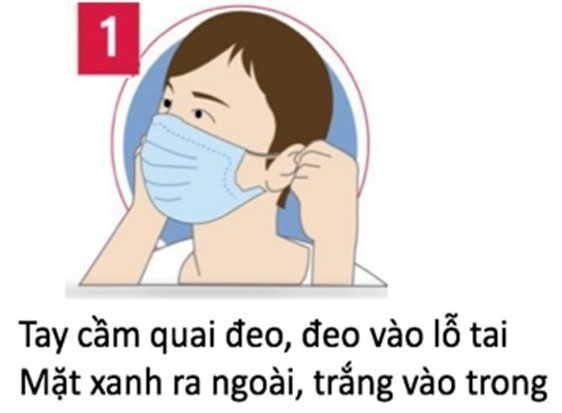 1
Tay cầm quai đeo, đeo vào lỗ tai
Mặt xanh ra ngoài, trắng vào trong